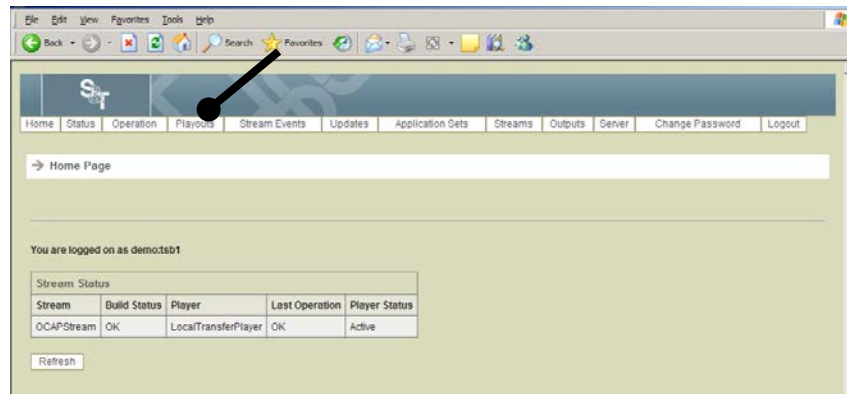 File Edit View Favorites Tools Help
Back Search Favorites
S&T
Home Status Operation Playouts Stream Events Updates Application Sets Streams Outputs Server Change Password Logout
Home Page
You are logged on as demo:tsb1
Stream Status
Stream Build Status Player Last Operation Player Status
OCAPStream OK LocalTransferPlayer OK Active
Refresh